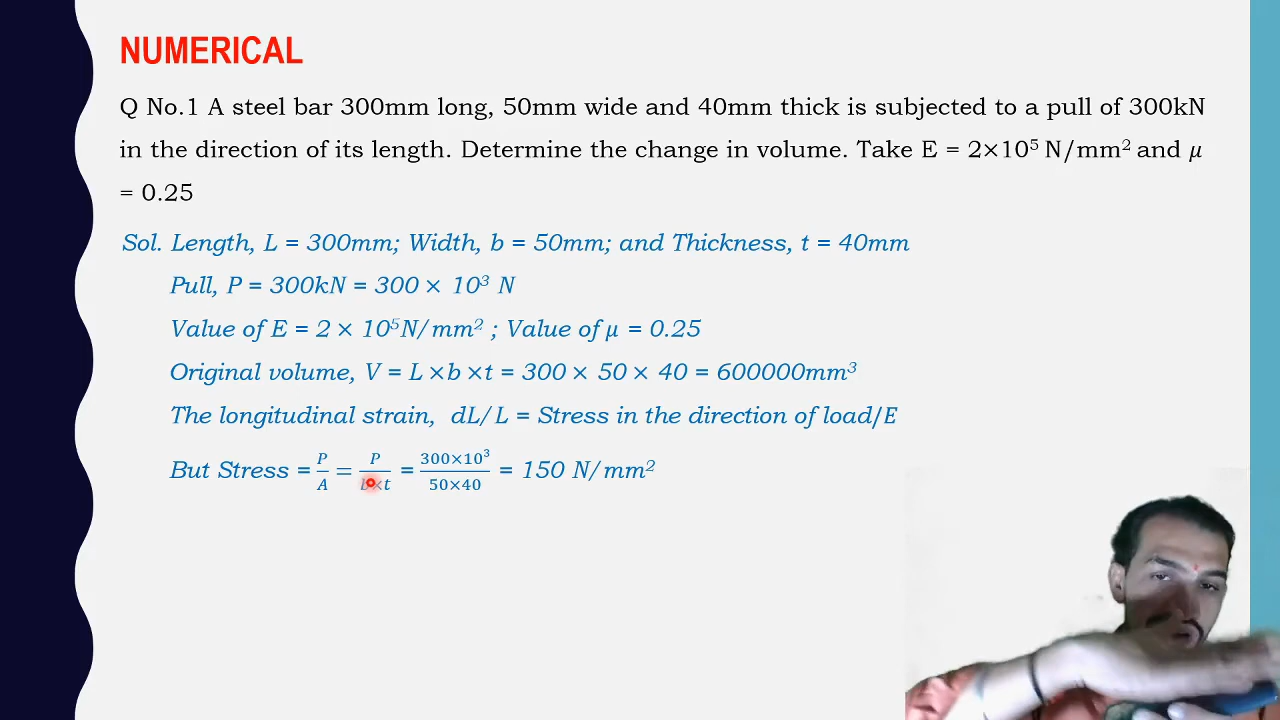 NUMERICAL
Q No.1 A steel bar 300mm long, 50mm wide and 40mm thick is subjected to a pull of 300kN
in the direction of its length. Determine the change in volume. Take E = 2×10⁵ N/mm² and μ
= 0.25
Sol. Length, L = 300mm; Width, b = 50mm; and Thickness, t = 40mm
Pull, P = 300kN = 300 × 10³ N
Value of E = 2 × 10⁵N/mm² ; Value of μ = 0.25
Original volume, V = L ×b ×t = 300 × 50 × 40 = 600000mm³
The longitudinal strain, dL/L = Stress in the direction of load/E
But Stress = P/A = P/b×t = 300×10³/50×40 = 150 N/mm²